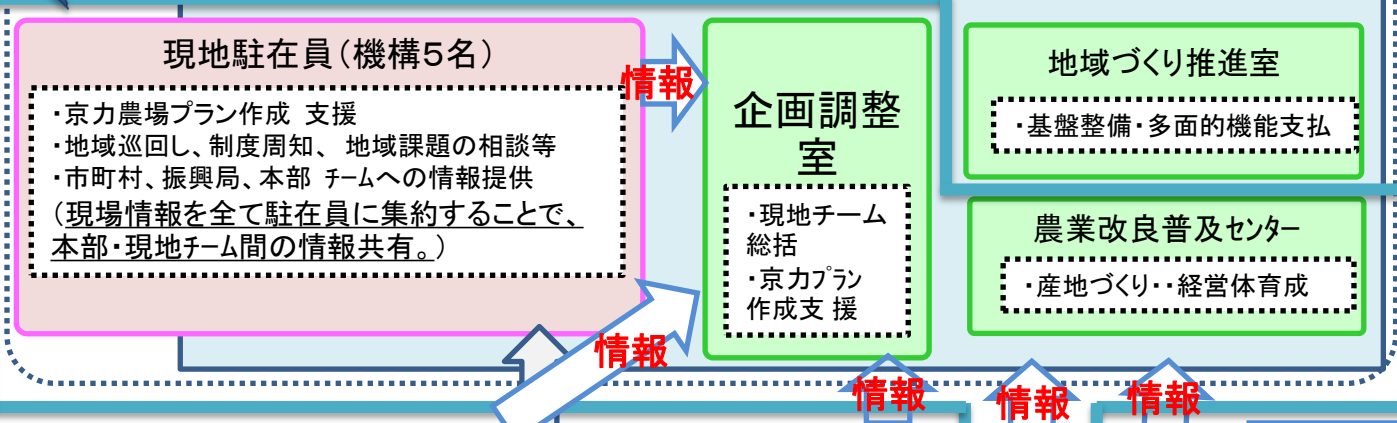 現地駐在員(機構5名)
・京力農場プラン作成 支援
・地域巡回し、制度周知、 地域課題の相談等
・市町村、振興局、本部 チームへの情報提供
(現場情報を全て駐在員に集約することで、
本部・現地チーム間の情報共有。)
情報
企画調整
室
・現地チーム
総括
・京力プラン
作成支 援
地域づくり推進室
・基盤整備・多面的機能支払
農業改良普及センター
・産地づくり・・経営体育成
情報
情報
情報
情報